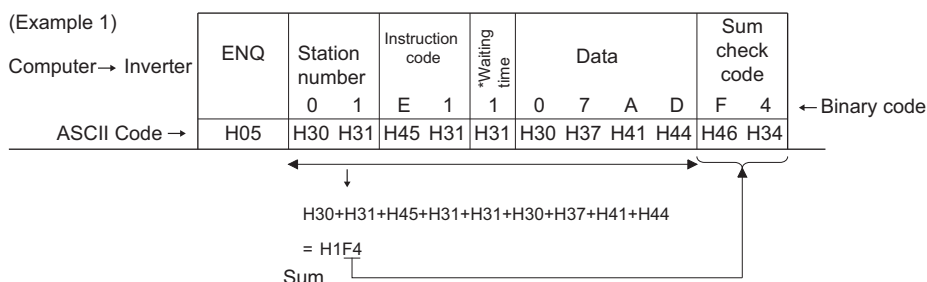 (Example 1)
Computer→ Inverter
ENQ
Station
number
Instruction
code
*Waiting
time
Data
Sum
check
code
0 1 E 1 1 0 7 A D F 4 ←Binary code
ASCII Code → H05 H30 H31 H45 H31 H31 H30 H37 H41 H44 H46 H34
H30+H31+H45+H31+H31+H30+H37+H41+H44
= H1F4
Sum